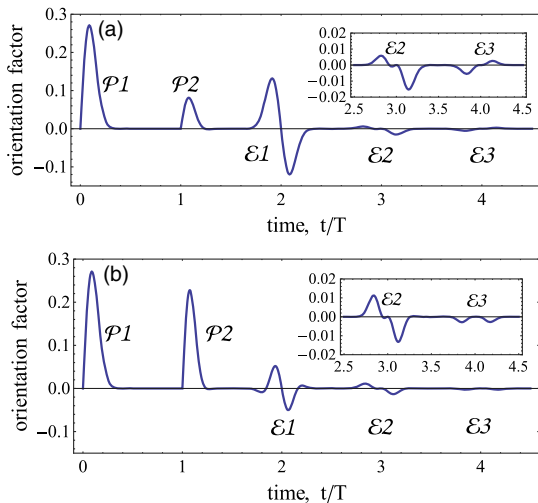 (a)
orientation factor
0.3
0.2
0.1
0.0
−0.1
P1
P2
ℰ1
ℰ2
ℰ3
0.02
0.01
0.00
−0.01
−0.02
ℰ2
ℰ3
2.5 3.0 3.5 4.0 4.5
0 1 2 3 4
time, t/T
(b)
orientation factor
0.3
0.2
0.1
0.0
−0.1
P1
P2
ℰ1
ℰ2
ℰ3
0.02
0.01
0.00
−0.01
−0.02
ℰ2
ℰ3
2.5 3.0 3.5 4.0 4.5
0 1 2 3 4
time, t/T